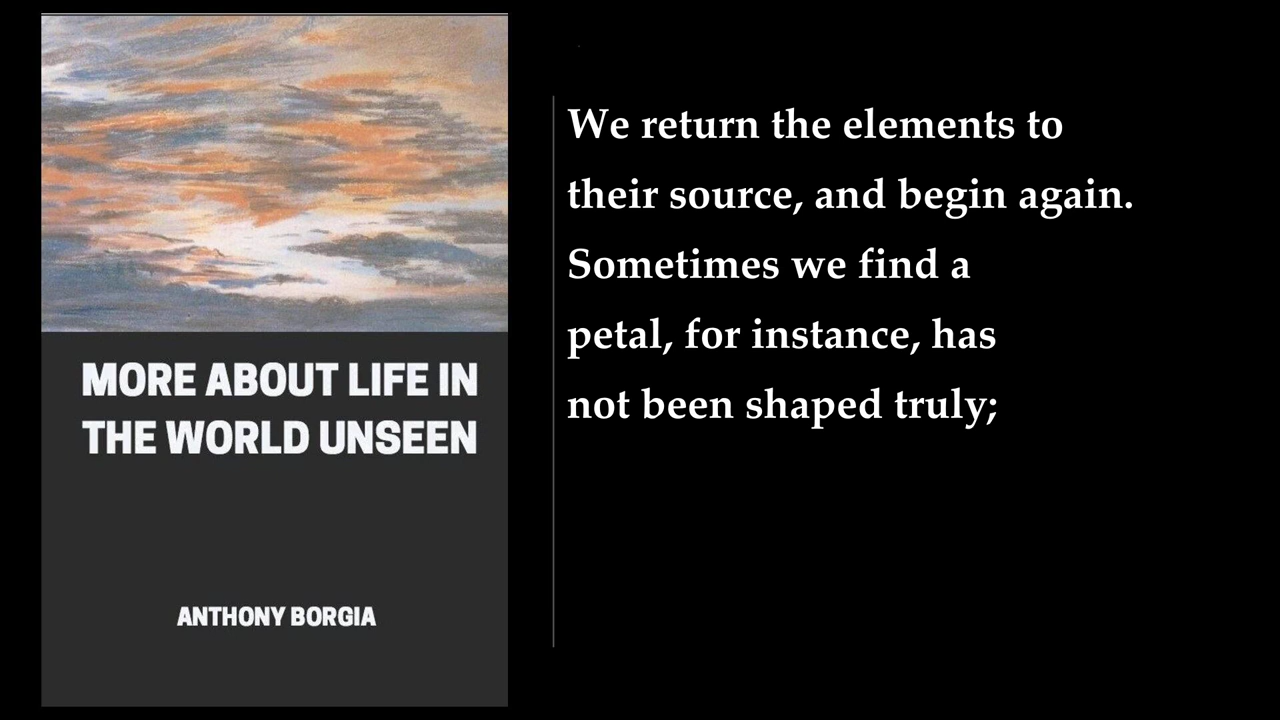 MORE ABOUT LIFE IN
THE WORLD UNSEEN
ANTHONY BORGIA
We return the elements to
their source, and begin again.
Sometimes we find a
petal, for instance, has
not been shaped truly;